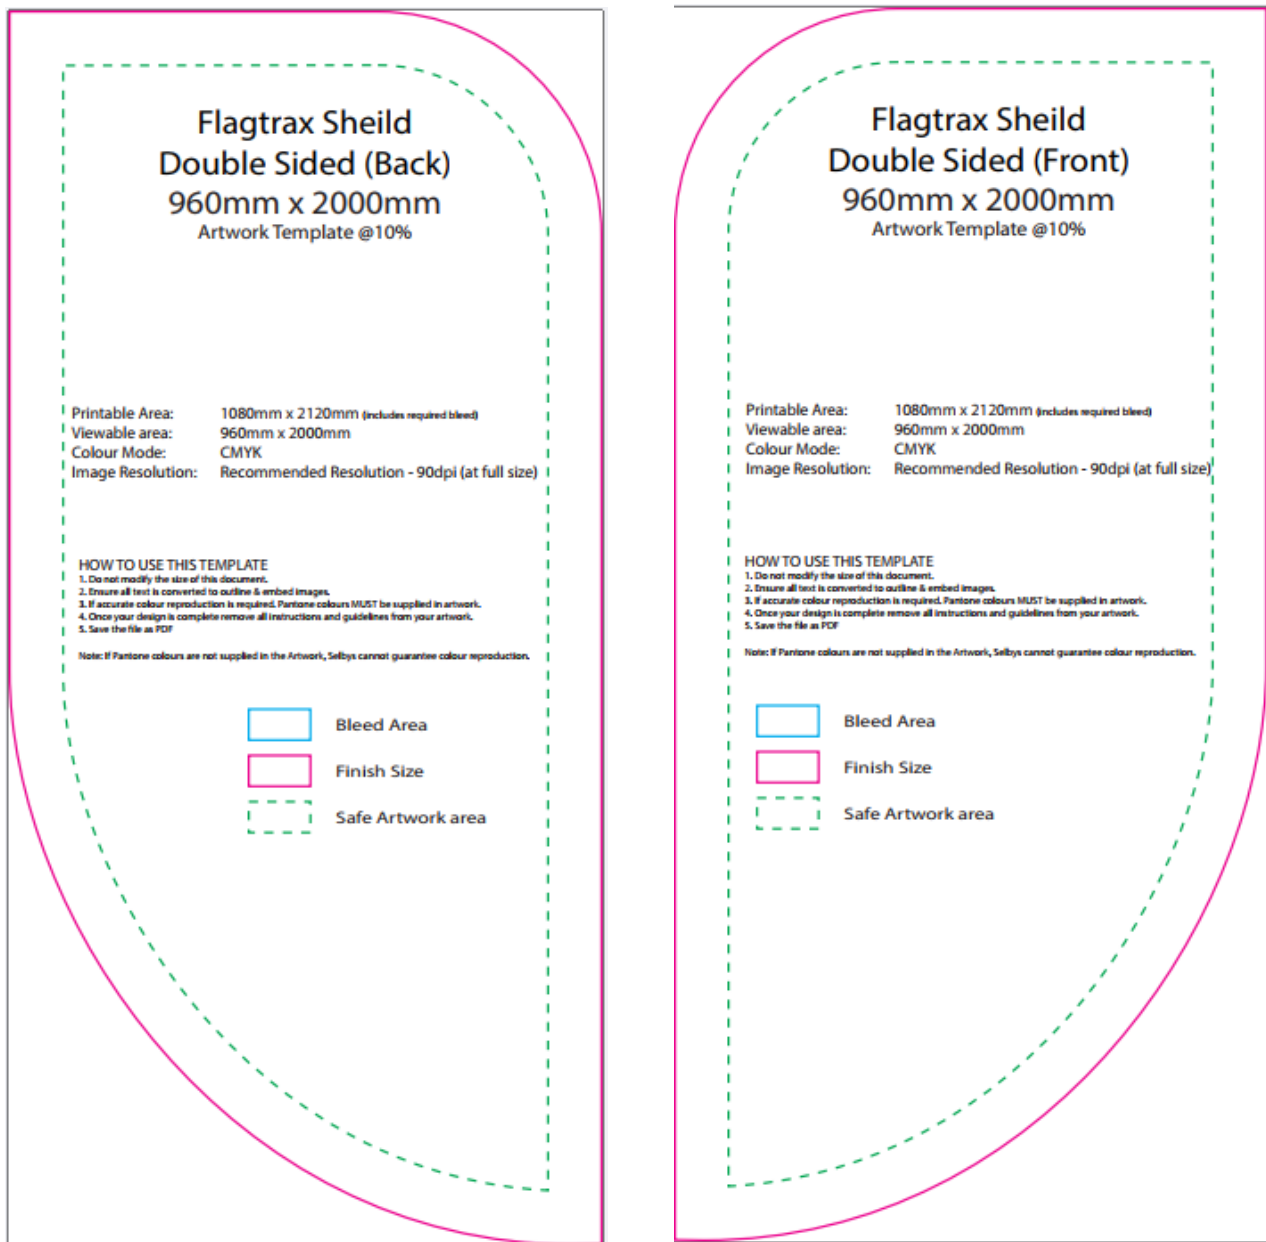 Flagtrax Sheild
Double Sided (Back)
960mm x 2000mm
Artwork Template @10%
Printable Area: 1080mm x 2120mm (includes required bleed)
Viewable area: 960mm x 2000mm
Colour Mode: CMYK
Image Resolution: Recommended Resolution - 90dpi (at full size)
HOW TO USE THIS TEMPLATE
1. Do not modify the size of this document.
2. Ensure all text is converted to outline & embed images.
3. If accurate colour reproduction is required. Pantone colours MUST be supplied in artwork.
4. Once your design is complete remove all instructions and guidelines from your artwork.
5. Save the file as PDF
Note: If Pantone colours are not supplied in the Artwork, Selbys cannot guarantee colour reproduction.
Bleed Area
Finish Size
Safe Artwork area
Flagtrax Sheild
Double Sided (Front)
960mm x 2000mm
Artwork Template @10%
Printable Area: 1080mm x 2120mm (includes required bleed)
Viewable area: 960mm x 2000mm
Colour Mode: CMYK
Image Resolution: Recommended Resolution - 90dpi (at full size)
HOW TO USE THIS TEMPLATE
1. Do not modify the size of this document.
2. Ensure all text is converted to outline & embed images.
3. If accurate colour reproduction is required. Pantone colours MUST be supplied in artwork.
4. Once your design is complete remove all instructions and guidelines from your artwork.
5. Save the file as PDF
Note: If Pantone colours are not supplied in the Artwork, Selbys cannot guarantee colour reproduction.
Bleed Area
Finish Size
Safe Artwork area